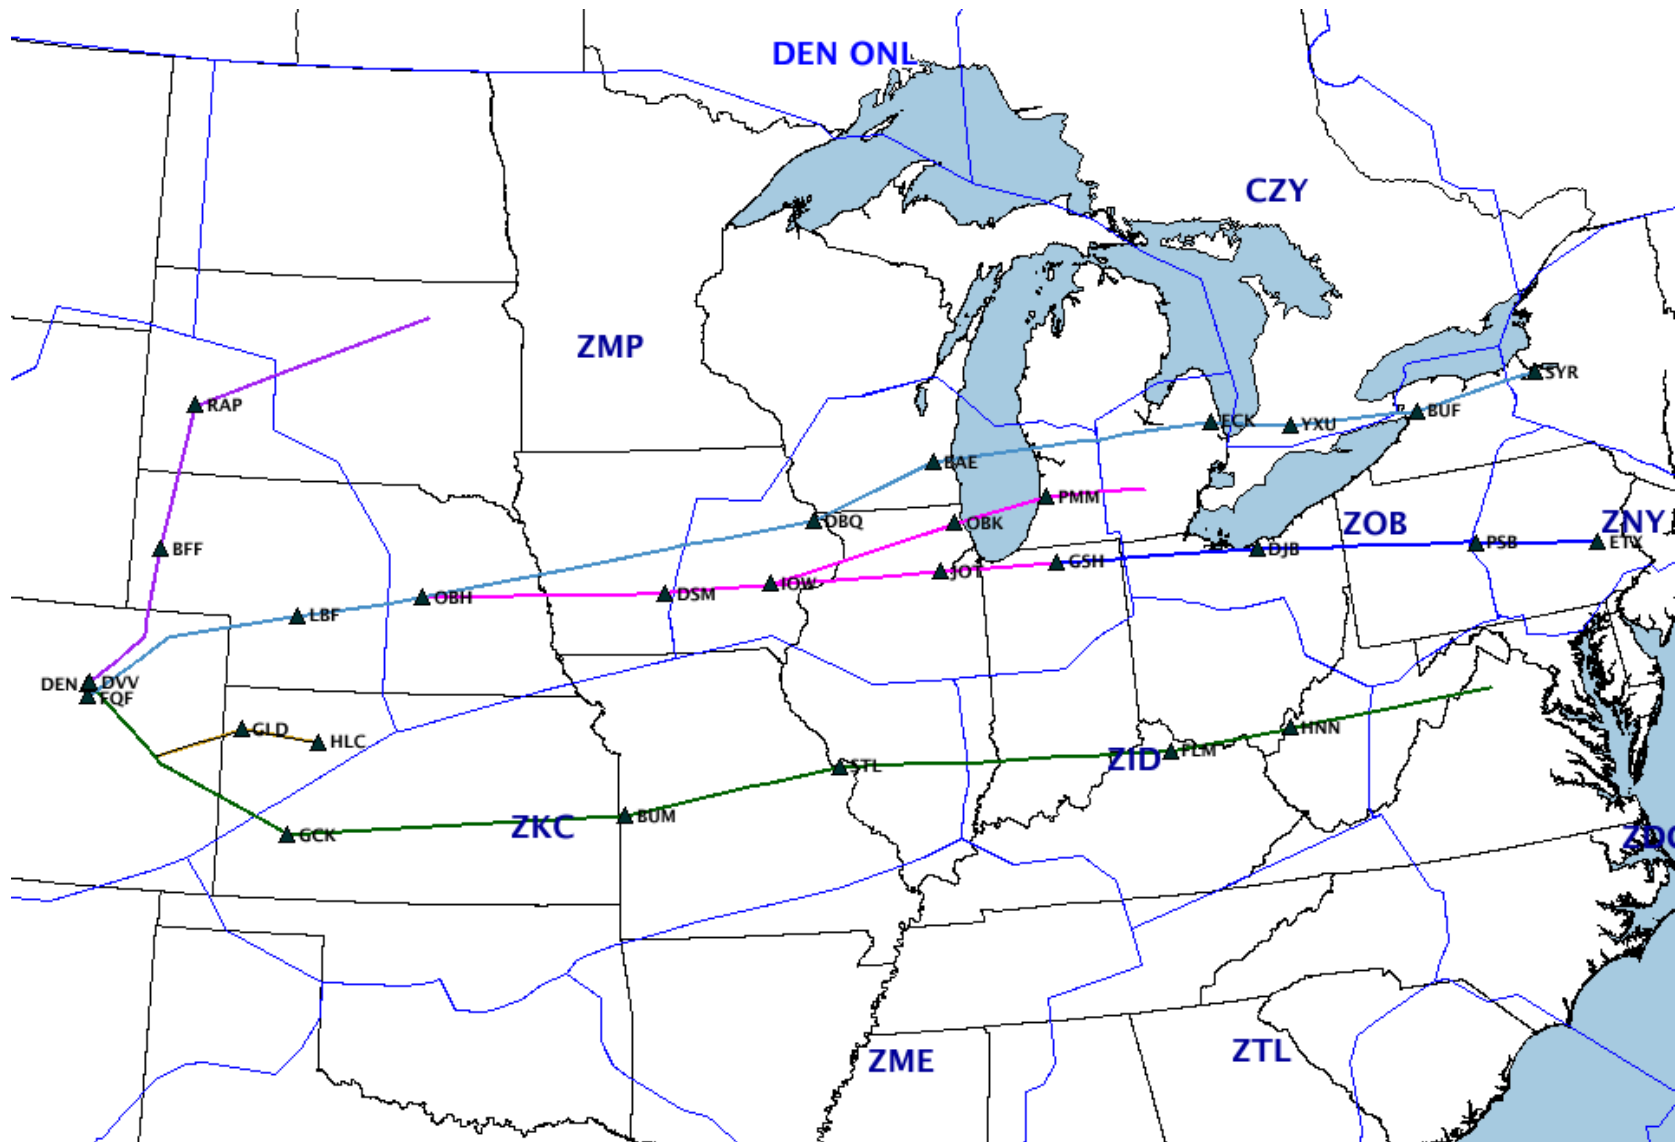 DEN ONL
CZY
ZMP
SYR
RAP
BUF
ECK
YXU
BAE
PMM
DBQ
OBK
ZOB
ZNY
BFF
DJB
PSB
ETX
GSH
JOT
IOW
DSM
OBH
LBF
DEN
DVV
FQF
GLD
HLC
HNN
FLM
ZID
STL
BUM
ZKC
GCK
ZDC
ZTL
ZME